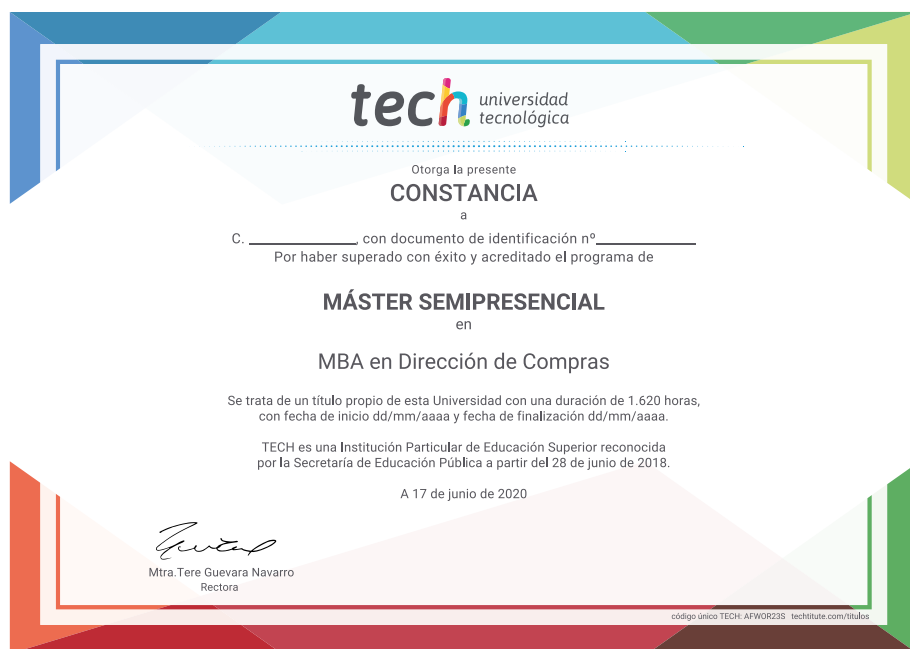 tech universidad
tecnológica
Otorga la presente
CONSTANCIA
a
C. ______________, con documento de identificación nº_____________
Por haber superado con éxito y acreditado el programa de
MÁSTER SEMIPRESENCIAL
en
MBA en Dirección de Compras
Se trata de un título propio de esta Universidad con una duración de 1.620 horas,
con fecha de inicio dd/mm/aaaa y fecha de finalización dd/mm/aaaa.
TECH es una Institución Particular de Educación Superior reconocida
por la Secretaría de Educación Pública a partir del 28 de junio de 2018.
A 17 de junio de 2020
Mtra.Tere Guevara Navarro
Rectora
código único TECH: AFWOR23S techtitute.com/titulos